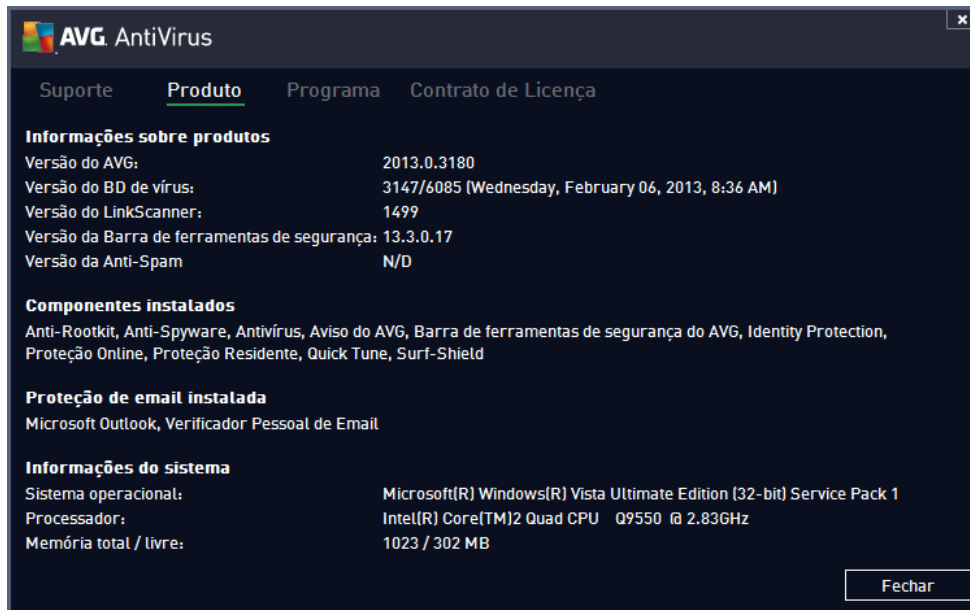 AVG. AntiVirus
Suporte Produto Programa Contrato de Licença
Informações sobre produtos
Versão do AVG: 2013.0.3180
Versão do BD de vírus: 3147/6085 (Wednesday, February 06, 2013, 8:36 AM)
Versão do LinkScanner: 1499
Versão da Barra de ferramentas de segurança: 13.3.0.17
Versão da Anti-Spam N/D
Componentes instalados
Anti-Rootkit, Anti-Spyware, Antivírus, Aviso do AVG, Barra de ferramentas de segurança do AVG, Identity Protection,
Proteção Online, Proteção Residente, Quick Tune, Surf-Shield
Proteção de email instalada
Microsoft Outlook, Verificador Pessoal de Email
Informações do sistema
Sistema operacional: Microsoft(R) Windows(R) Vista Ultimate Edition (32-bit) Service Pack 1
Processador: Intel(R) Core(TM)2 Quad CPU Q9550 @ 2.83GHz
Memória total / livre: 1023 / 302 MB
Fechar